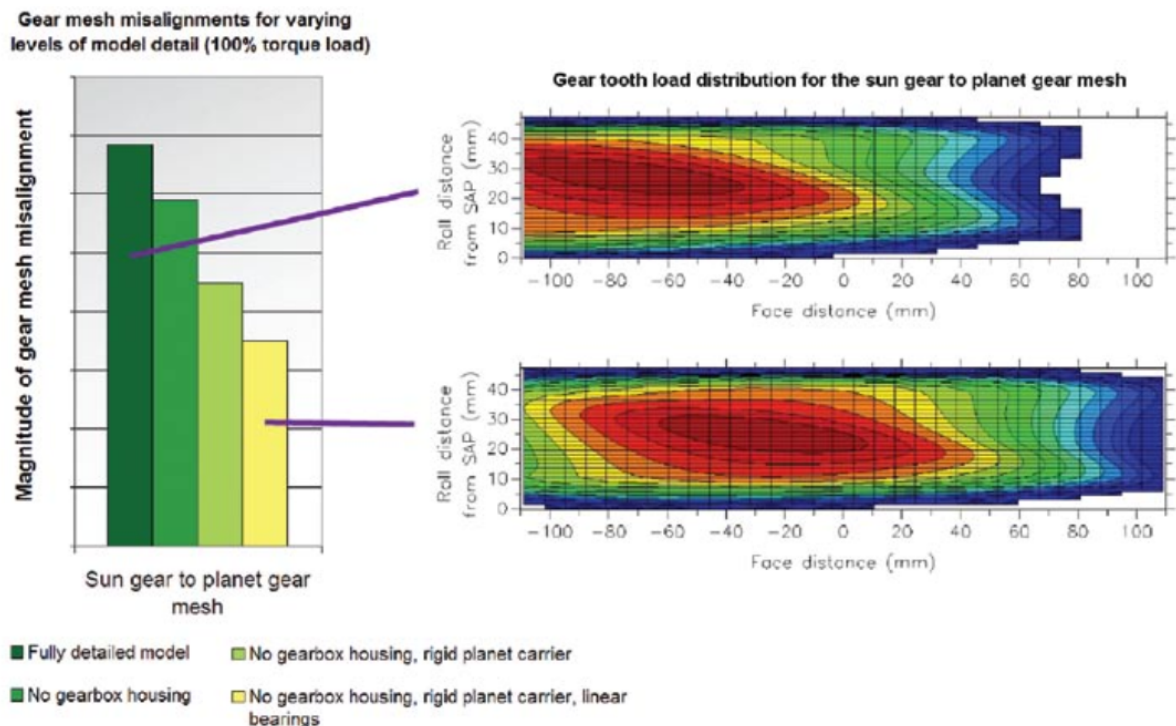 Gear mesh misalignments for varying
levels of model detail (100% torque load)
Magnitude of gear mesh misalignment
Sun gear to planet gear
mesh
Gear tooth load distribution for the sun gear to planet gear mesh
Roll distance
from SAP (mm)
40
30
20
10
0
-100 -80 -60 -40 -20 0 20 40 60 80 100
Face distance (mm)
Roll distance
from SAP (mm)
40
30
20
10
0
-100 -80 -60 -40 -20 0 20 40 60 80 100
Face distance (mm)
Fully detailed model
No gearbox housing, rigid planet carrier
No gearbox housing
No gearbox housing, rigid planet carrier, linear
bearings